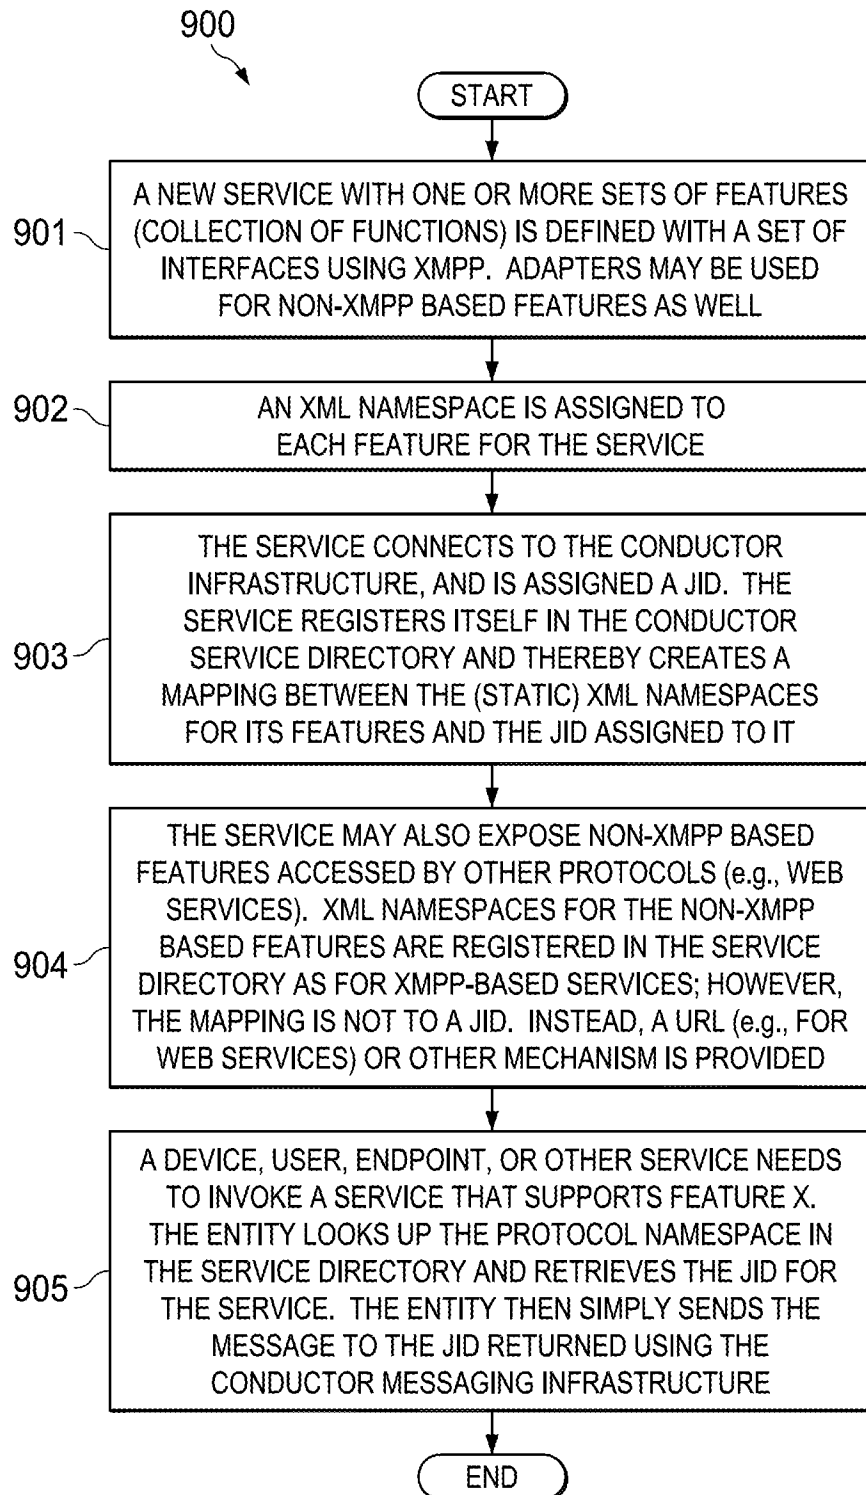 900
START
901
A NEW SERVICE WITH ONE OR MORE SETS OF FEATURES
(COLLECTION OF FUNCTIONS) IS DEFINED WITH A SET OF
INTERFACES USING XMPP. ADAPTERS MAY BE USED
FOR NON-XMPP BASED FEATURES AS WELL
902
AN XML NAMESPACE IS ASSIGNED TO
EACH FEATURE FOR THE SERVICE
903
THE SERVICE CONNECTS TO THE CONDUCTOR
INFRASTRUCTURE, AND IS ASSIGNED A JID. THE
SERVICE REGISTERS ITSELF IN THE CONDUCTOR
SERVICE DIRECTORY AND THEREBY CREATES A
MAPPING BETWEEN THE (STATIC) XML NAMESPACES
FOR ITS FEATURES AND THE JID ASSIGNED TO IT
904
THE SERVICE MAY ALSO EXPOSE NON-XMPP BASED
FEATURES ACCESSED BY OTHER PROTOCOLS (e.g., WEB
SERVICES). XML NAMESPACES FOR THE NON-XMPP
BASED FEATURES ARE REGISTERED IN THE SERVICE
DIRECTORY AS FOR XMPP-BASED SERVICES; HOWEVER,
THE MAPPING IS NOT TO A JID. INSTEAD, A URL (e.g., FOR
WEB SERVICES) OR OTHER MECHANISM IS PROVIDED
905
A DEVICE, USER, ENDPOINT, OR OTHER SERVICE NEEDS
TO INVOKE A SERVICE THAT SUPPORTS FEATURE X.
THE ENTITY LOOKS UP THE PROTOCOL NAMESPACE IN
THE SERVICE DIRECTORY AND RETRIEVES THE JID FOR
THE SERVICE. THE ENTITY THEN SIMPLY SENDS THE
MESSAGE TO THE JID RETURNED USING THE
CONDUCTOR MESSAGING INFRASTRUCTURE
END